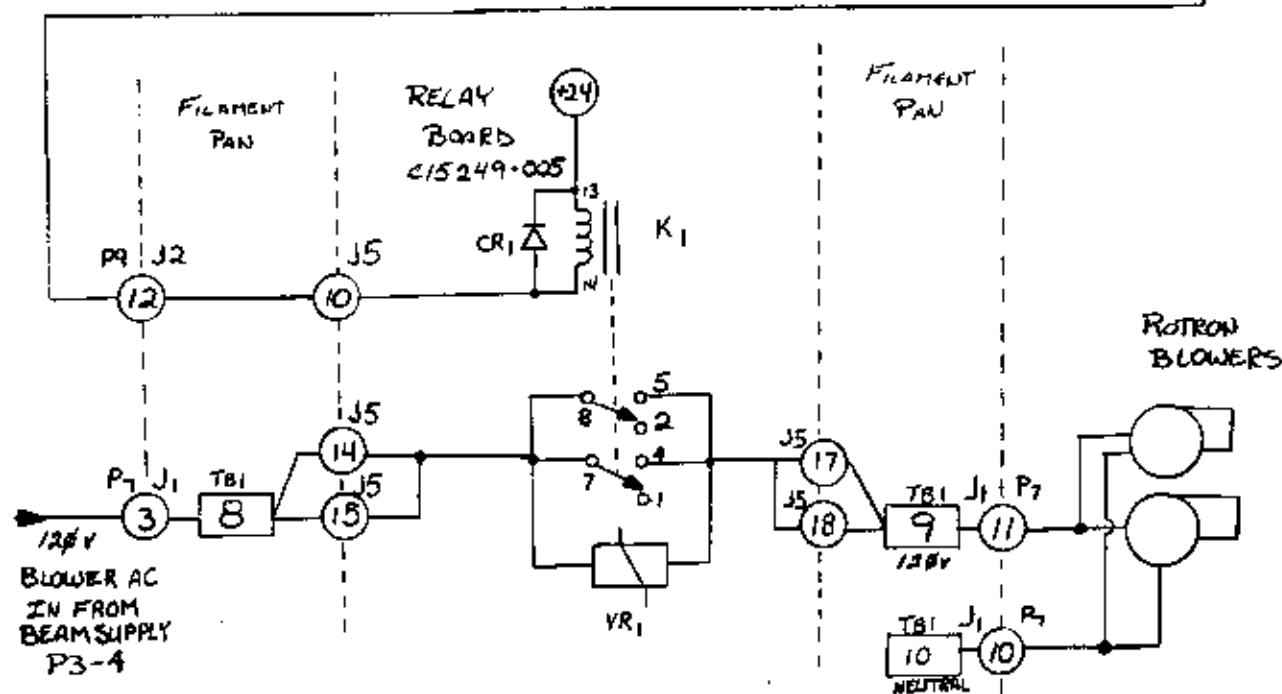 FILAMENT
PAN
RELAY
BOARD
C15249-005
+24
FILAMENT
PAN
13
CR1
K1
14
P9 J2
J5
12
10
ROTRON
BLOWERS
J5
14
J5
15
8
5
2
7
4
1
J5
17
J5
18
P7 J1
3
TB1
8
120V
BLOWER AC
IN FROM
BEAM SUPPLY
P3-4
VR1
TB1
9
120V
J1 P7
11
TB1
10
NEUTRAL
J1 P7
10